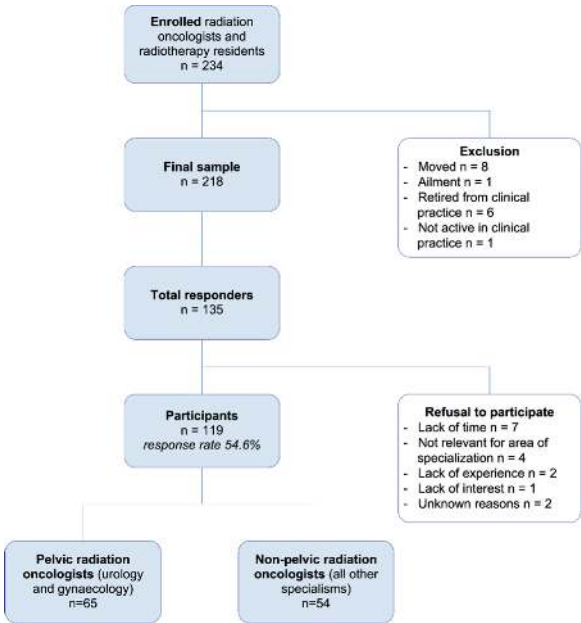 Enrolled radiation
oncologists and
radiotherapy residents
n = 234
Final sample
n = 218
Exclusion
- Moved n = 8
- Ailment n = 1
- Retired from clinical
practice n = 6
- Not active in clinical
practice n = 1
Total responders
n = 135
Participants
n = 119
response rate 54.6%
Refusal to participate
- Lack of time n = 7
- Not relevant for area of
specialization n = 4
- Lack of experience n = 2
- Lack of interest n = 1
- Unknown reasons n = 2
Pelvic radiation
oncologists (urology
and gynaecology)
n=65
Non-pelvic radiation
oncologists (all other
specialisms)
n=54